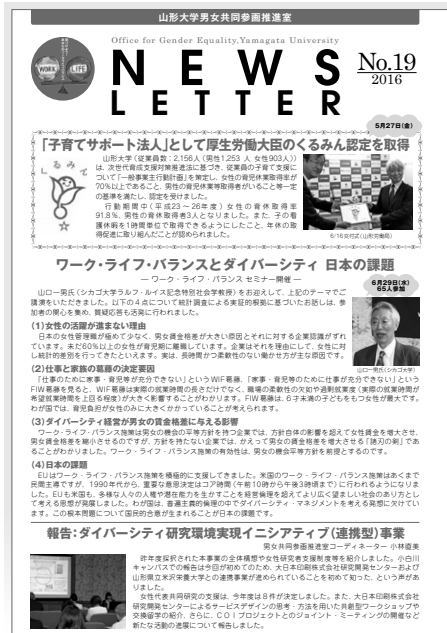 山形大学男女共同参画推進室
Office for Gender Equality,Yamagata University
WORK
LIFE
NEWS
LETTER
No.19
2016
5月27日(金)
「子育てサポート法人」として厚生労働大臣のくるみん認定を取得
山形大学(従業員数：2,156人(男性1,253人 女性903人))
は、次世代育成支援対策推進法に基づき、従業員の子育て支援に
ついて「一般事業主行動計画」を策定し、女性の育児休業取得率が
70％以上であること、男性の育児休業等取得者がいること等一定
の基準を満たし、認定を受けました。
行動期間中(平成23～26年度)女性の育休取得率
91.8％、男性の育休取得者3人となりました。また、子の看
護休暇を1時間単位で取得できるようにしたこと、年休の取
得促進に取り組んだことが認められました。
6/16交付式(山形労働局)
ワーク・ライフ・バランスとダイバーシティ 日本の課題
― ワーク・ライフ・バランス セミナー開催 ―
6月29日(水)
65人参加
山口一男氏(シカゴ大学ラルフ・ルイス記念特別社会学教授)をお迎えして、上記のテーマでご
講演をいただきました。以下の4点について統計調査による実証的根拠に基づいたお話しは、参
加者の関心を集め、質疑応答も活発に行われました。
(1)女性の活躍が進まない理由
日本の女性管理職が極めて少なく、男女賃金格差が大きい原因とそれに対する企業認識がずれ
ています。未だ60％以上の女性が育児期に離職しています。企業はそれを理由にして、女性に対
し統計的差別を行ってきたといえます。実は、長時間かつ柔軟性のない働かせ方が主な原因です。
山口一男氏(シカゴ大学)
(2)仕事と家族の葛藤の決定要因
「仕事のために家事・育児等が充分できない」というWIF葛藤、「家事・育児等のために仕事が充分できない」という
FIW葛藤を見ると、WIF葛藤は実際の就業時間の長さだけでなく、職場の柔軟性の欠如や過剰就業度(実際の就業時間が
希望就業時間を上回る程度)が大きく影響することがわかります。FIW葛藤は、6才未満の子どもをもつ女性が最大です。
わが国では、育児負担が女性のみに大きくかかっていることが考えられます。
(3)ダイバーシティ経営が男女の賃金格差に与える影響
ワーク・ライフ・バランス施策は男女の機会の平等方針を持つ企業では、方針自体の影響を超えて女性賃金を増大させ、
男女賃金格差を縮小させるのですが、方針を持たない企業では、かえって男女の賃金格差を増大させる「諸刃の剣」であ
ることがわかりました。ワーク・ライフ・バランス施策の有効性は、男女の機会平等方針を前提とするのです。
(4)日本の課題
EUはワーク・ライフ・バランス施策を積極的に支援してきました。米国のワーク・ライフ・バランス施策はあくまで
民間主導ですが、1990年代から、重要な意思決定はコアタイム(午前10時から午後3時頃まで)に行われるようになりま
した。EUも米国も、多様な人々の人権や潜在能力を生かすことを経営倫理を超えてより広く望ましい社会のあり方とし
て考える思想が発展しました。わが国は、普遍主義的倫理の中でダイバーシティ・マネジメントを考える発想に欠けてい
ます。この根本問題について国民的合意が生まれることが日本の課題です。
報告：ダイバーシティ研究環境実現イニシアティブ(連携型)事業
男女共同参画推進室コーディネーター 小林直美
昨年度採択された本事業の全体構想や女性研究者支援制度等を紹介しました。小白川
キャンパスでの報告は今回が初めてのため、大日本印刷株式会社研究開発センターおよび
山形県立米沢栄養大学との連携事業が進められていることを初めて知った、という声があ
りました。
女性代表共同研究の支援は、今年度は8件が決定しました。また、大日本印刷株式会社
研究開発センターによるサービスデザインの思考・方法を用いた共創型ワークショップや
交換留学の紹介、さらに、COIプロジェクトとのジョイント・ミーティングの開催など
新たな活動の進展について報告しました。